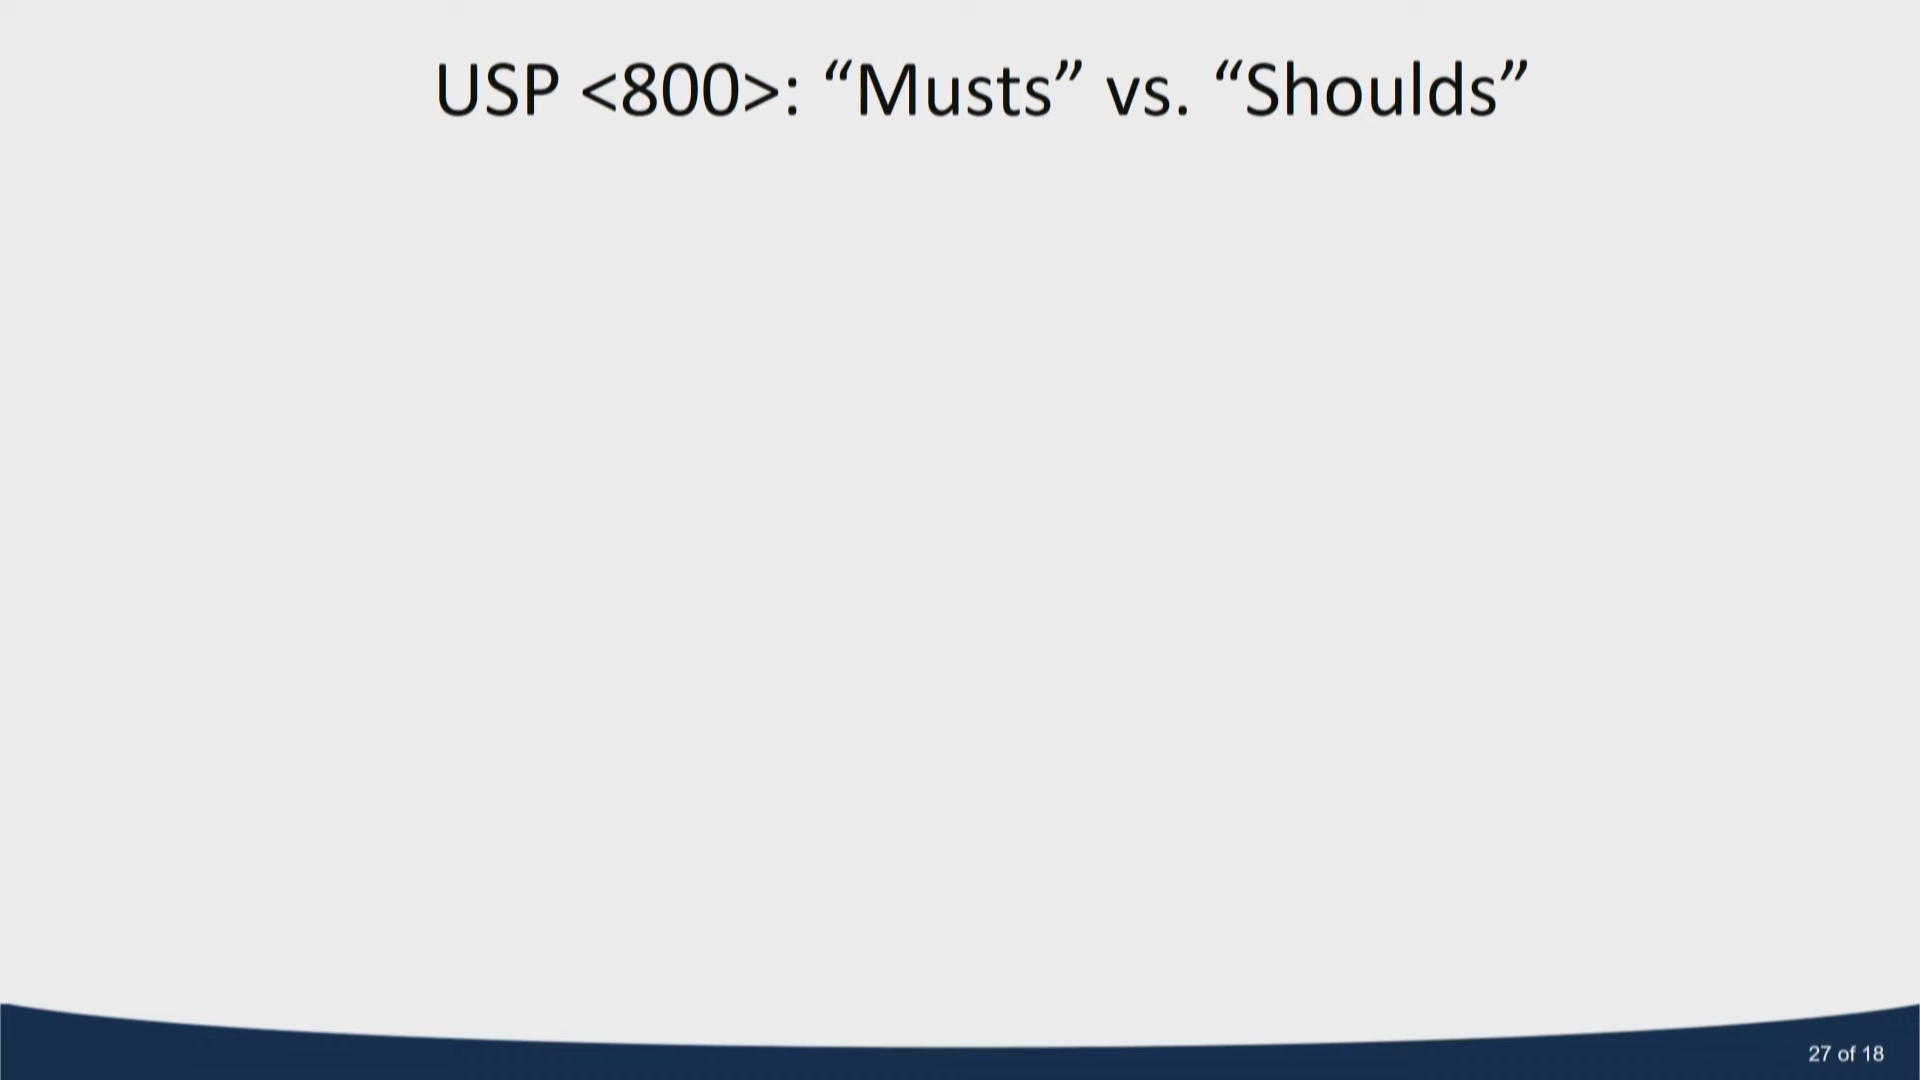 USP <800>: “Musts” vs. “Shoulds”
27 of 18